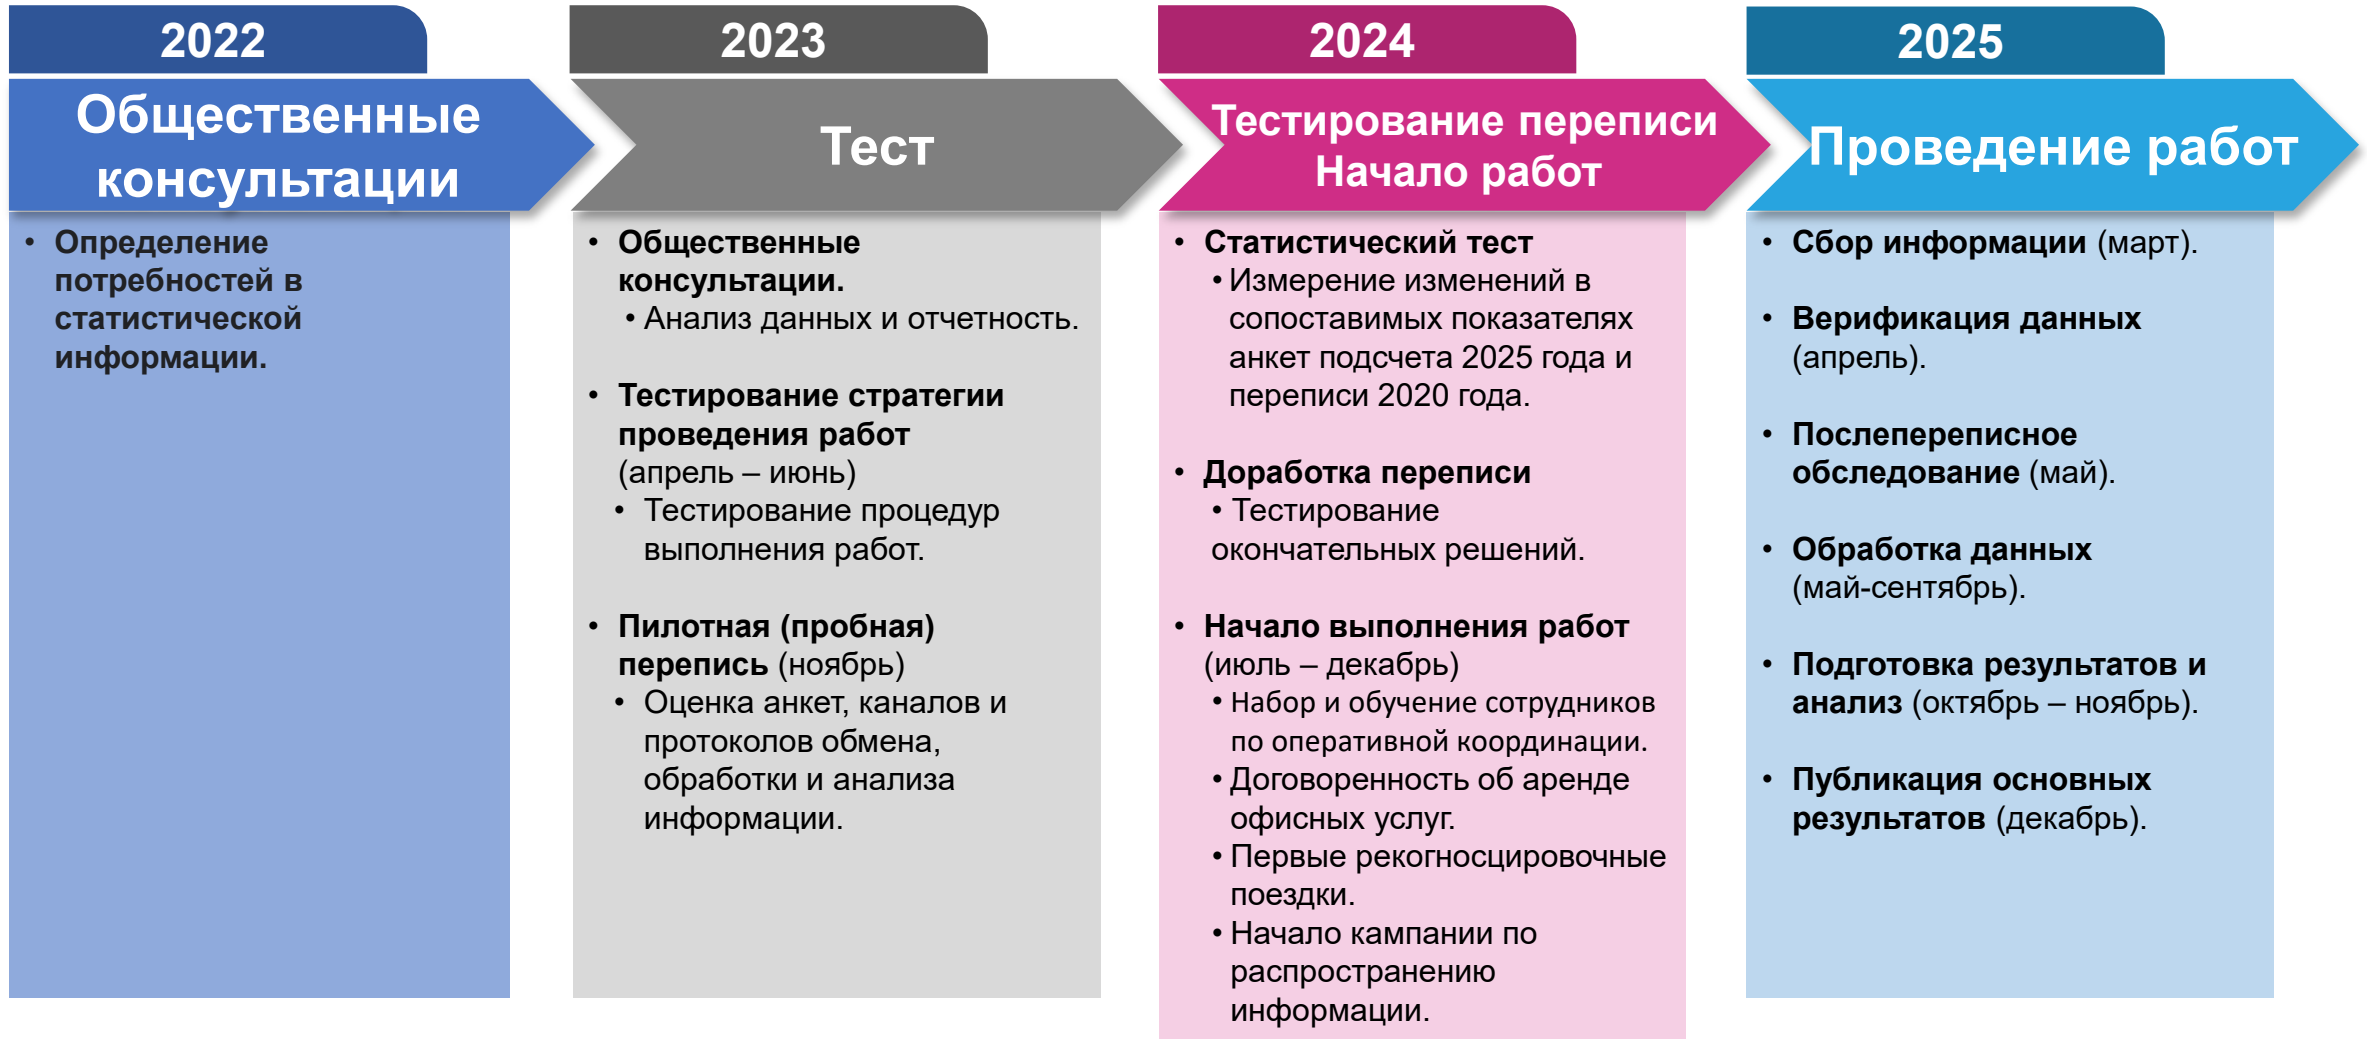 2022
Общественные
консультации
• Определение
потребностей в
статистической
информации.
2023
Тест
• Общественные
консультации.
• Анализ данных и отчетность.
• Тестирование стратегии
проведения работ
(апрель – июнь)
• Тестирование процедур
выполнения работ.
• Пилотная (пробная)
перепись (ноябрь)
• Оценка анкет, каналов и
протоколов обмена,
обработки и анализа
информации.
2024
Тестирование переписи
Начало работ
• Статистический тест
• Измерение изменений в
сопоставимых показателях
анкет подсчета 2025 года и
переписи 2020 года.
• Доработка переписи
• Тестирование
окончательных решений.
• Начало выполнения работ
(июль – декабрь)
• Набор и обучение сотрудников
по оперативной координации.
• Договоренность об аренде
офисных услуг.
• Первые рекогносцировочные
поездки.
• Начало кампании по
распространению
информации.
2025
Проведение работ
• Сбор информации (март).
• Верификация данных
(апрель).
• Послепереписное
обследование (май).
• Обработка данных
(май-сентябрь).
• Подготовка результатов и
анализ (октябрь – ноябрь).
• Публикация основных
результатов (декабрь).